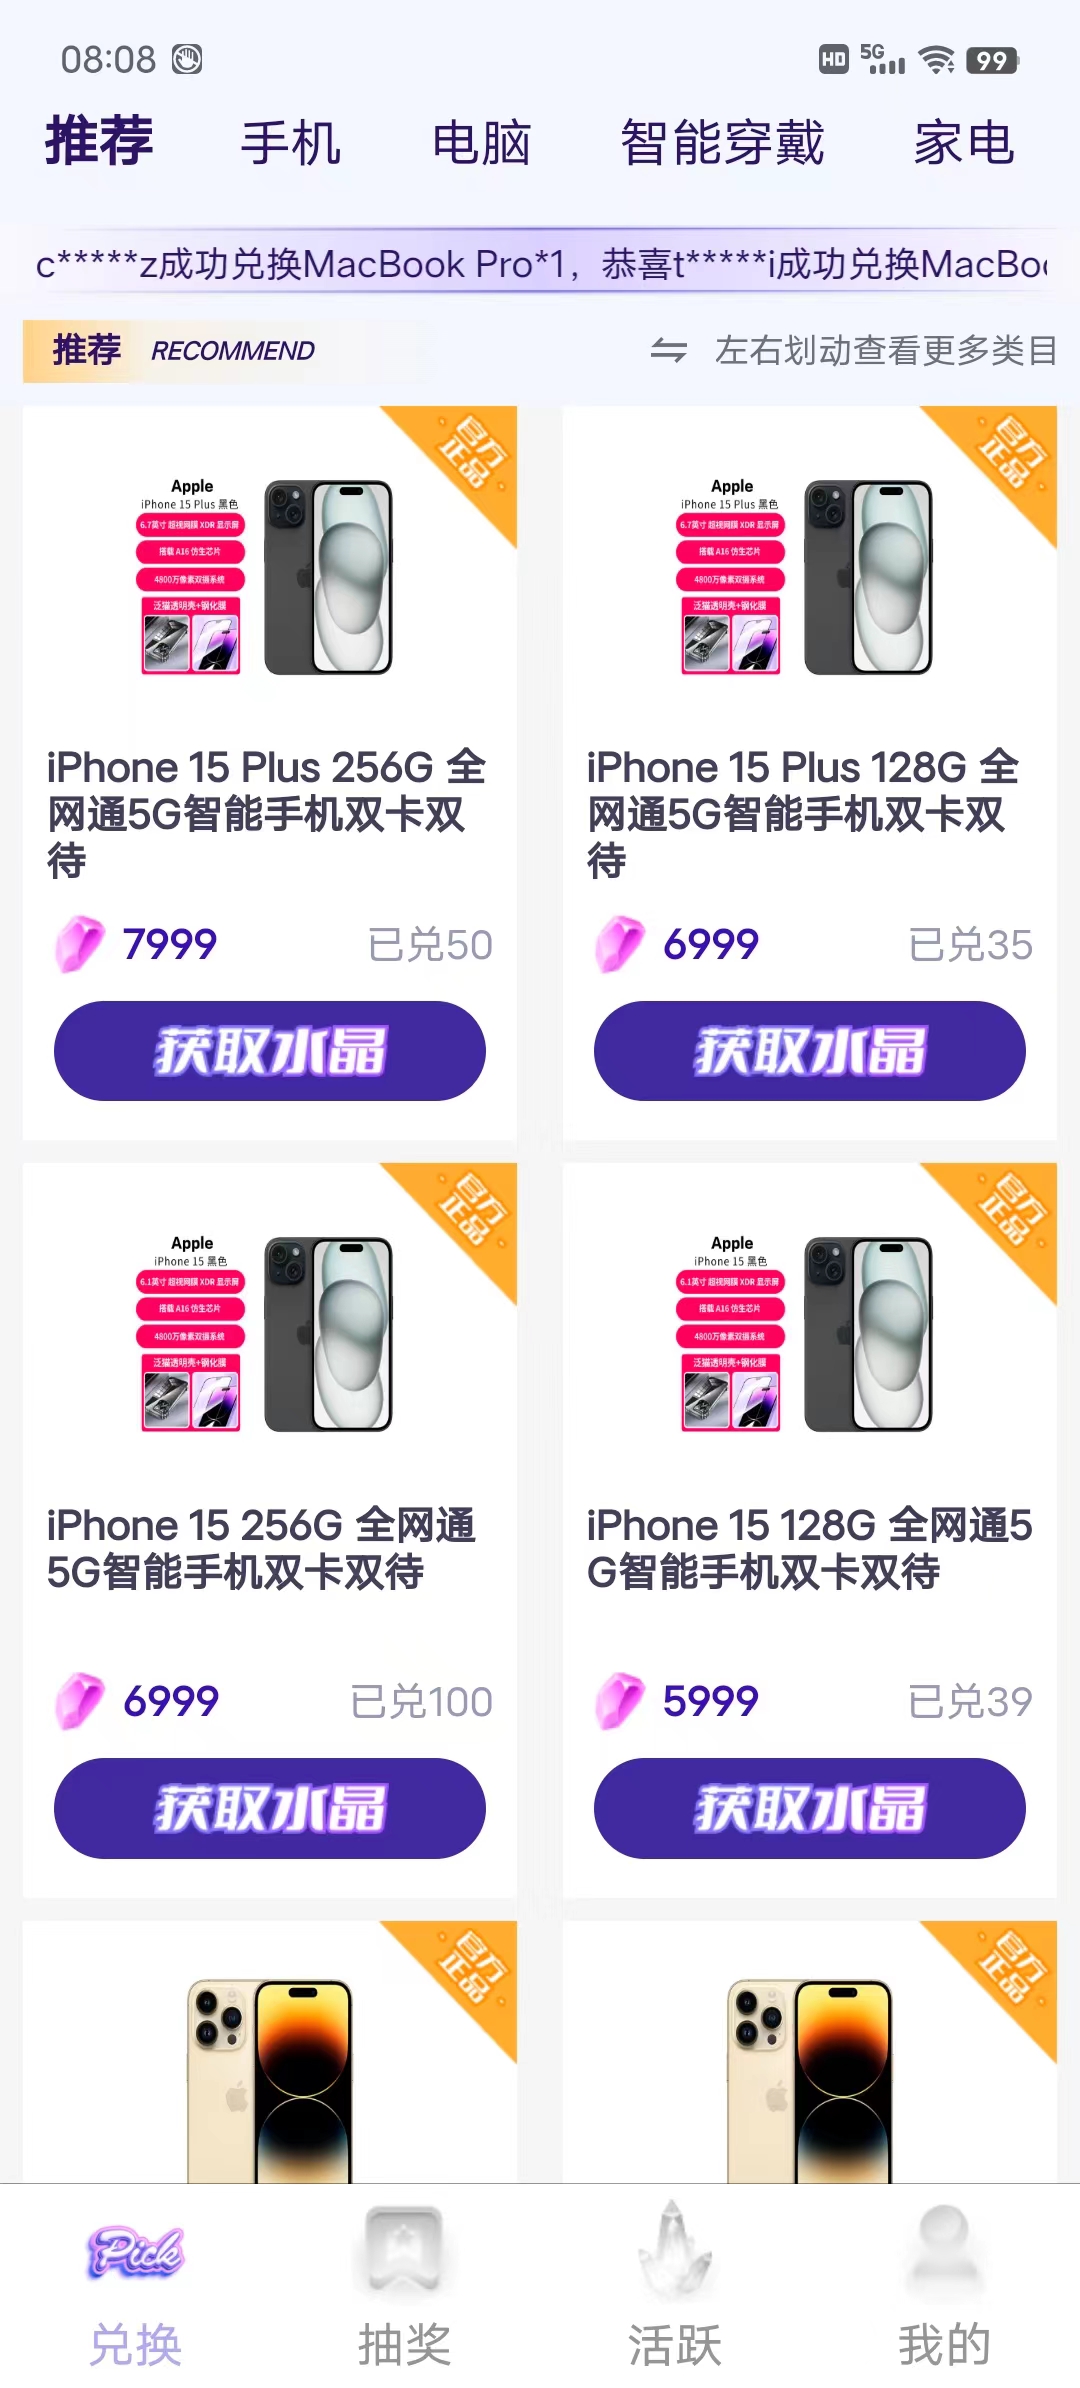 08:08
HD 5G 99
推荐 手机 电脑 智能穿戴 家电
c*****z成功兑换MacBook Pro*1，恭喜t*****i成功兑换MacBoo
推荐 RECOMMEND 左右划动查看更多类目
官方正品
Apple
iPhone 15 Plus 黑色
6.7英寸 超视网膜 XDR 显示屏
搭载 A16 仿生芯片
4800万像素双摄系统
泛猫透明壳+钢化膜
iPhone 15 Plus 256G 全
网通5G智能手机双卡双
待
7999 已兑50
获取水晶
官方正品
Apple
iPhone 15 Plus 黑色
6.7英寸 超视网膜 XDR 显示屏
搭载 A16 仿生芯片
4800万像素双摄系统
泛猫透明壳+钢化膜
iPhone 15 Plus 128G 全
网通5G智能手机双卡双
待
6999 已兑35
获取水晶
官方正品
Apple
iPhone 15 黑色
6.1英寸 超视网膜 XDR 显示屏
搭载 A16 仿生芯片
4800万像素双摄系统
泛猫透明壳+钢化膜
iPhone 15 256G 全网通
5G智能手机双卡双待
6999 已兑100
获取水晶
官方正品
Apple
iPhone 15 黑色
6.1英寸 超视网膜 XDR 显示屏
搭载 A16 仿生芯片
4800万像素双摄系统
泛猫透明壳+钢化膜
iPhone 15 128G 全网通5
G智能手机双卡双待
5999 已兑39
获取水晶
官方正品
官方正品
Pick
兑换 抽奖 活跃 我的